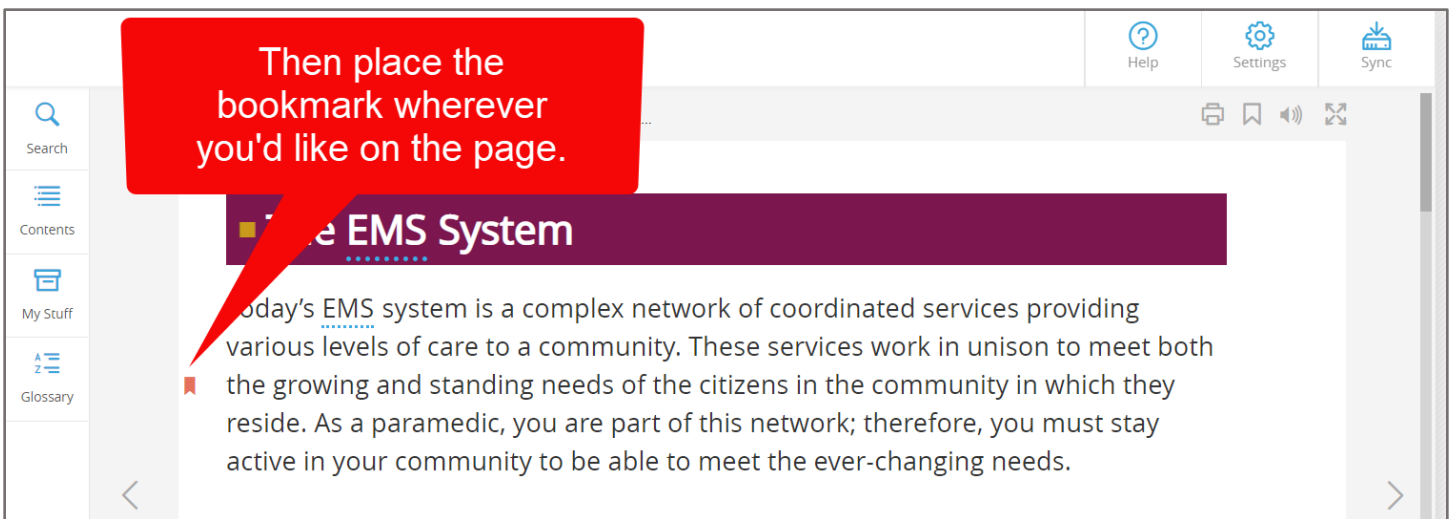 Then place the
bookmark wherever
you'd like on the page.
Help
Settings
Sync
...
Search
Contents
My Stuff
A
Z
Glossary
EMS System
Today’s EMS system is a complex network of coordinated services providing
various levels of care to a community. These services work in unison to meet both
the growing and standing needs of the citizens in the community in which they
reside. As a paramedic, you are part of this network; therefore, you must stay
active in your community to be able to meet the ever-changing needs.